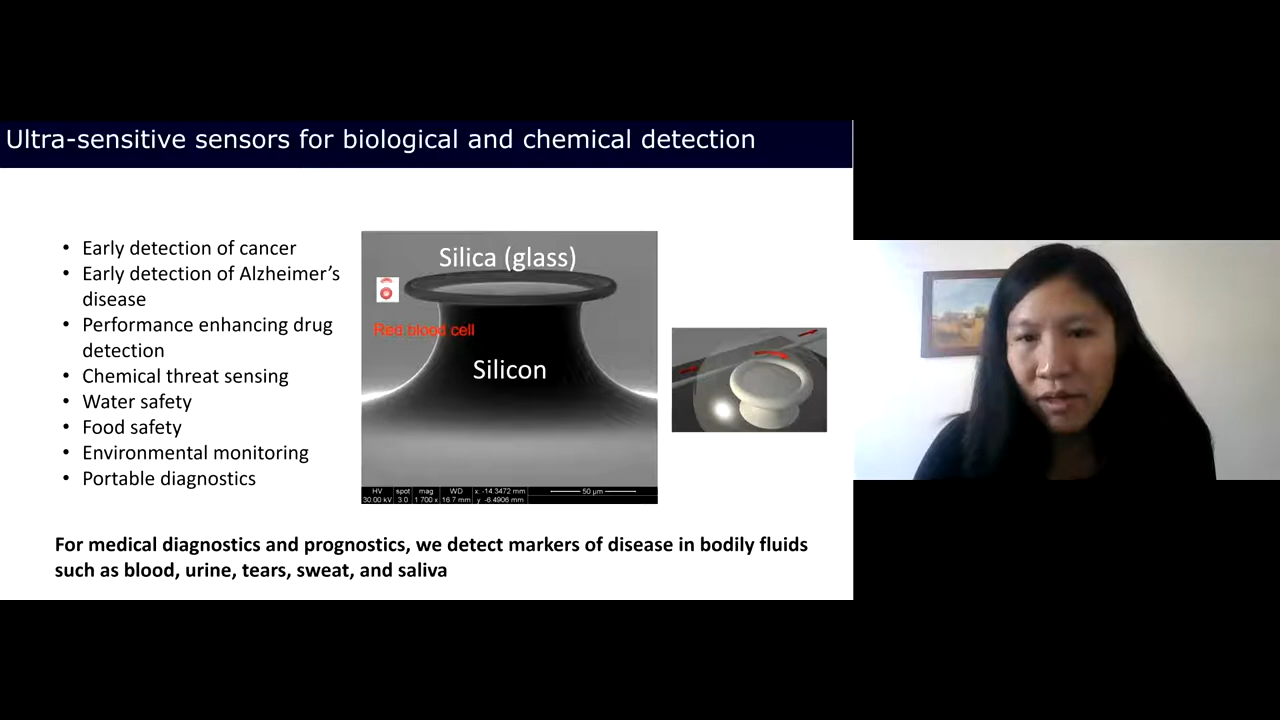 Ultra-sensitive sensors for biological and chemical detection
• Early detection of cancer
• Early detection of Alzheimer’s
disease
• Performance enhancing drug
detection
• Chemical threat sensing
• Water safety
• Food safety
• Environmental monitoring
• Portable diagnostics
Silica (glass)
Red blood cell
Silicon
HV spot mag WD x: -14.3472 mm 50 µm
30.00 kV 3.0 1 700 x 16.7 mm y: -6.4906 mm
For medical diagnostics and prognostics, we detect markers of disease in bodily fluids
such as blood, urine, tears, sweat, and saliva